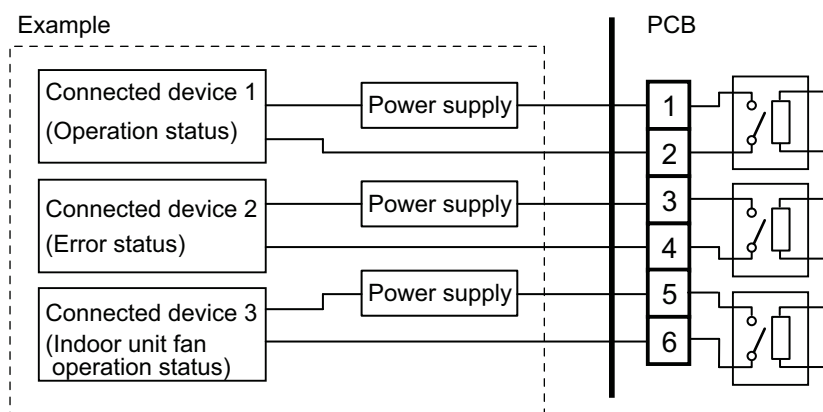 Example
PCB
Connected device 1
(Operation status)
Power supply
1
2
Connected device 2
(Error status)
Power supply
3
4
Connected device 3
(Indoor unit fan
operation status)
Power supply
5
6